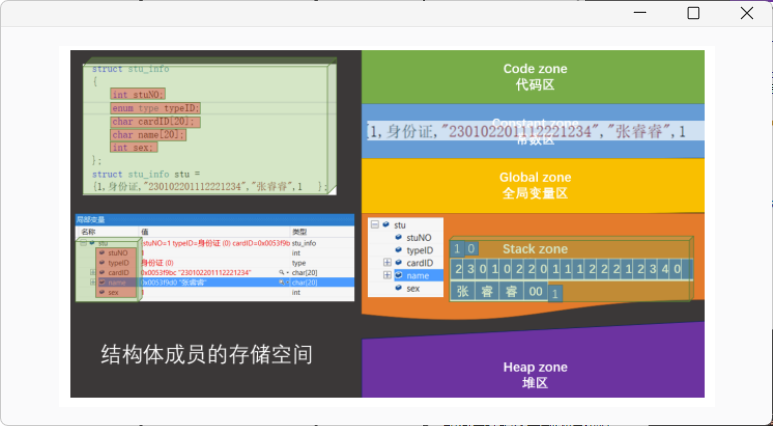 struct stu_info
{
int stuNO;
enum type typeID;
char cardID[20];
char name[20];
int sex;
};
struct stu_info stu =
{1,身份证,"230102201112221234","张睿睿",1 };
局部变量
名称 值 类型
stu {stuNO=1 typeID=身份证 (0) cardID=0x0053f9b stu_info
stuNO 1 int
typeID 身份证 (0) type
cardID 0x0053f9bc "230102201112221234" char[20]
name 0x0053f9d0 "张睿睿" char[20]
sex 1 int
结构体成员的存储空间
Code zone
代码区
Constant zone
常数区
1,身份证,"230102201112221234","张睿睿",1
Global zone
全局变量区
stu
stuNO
typeID
cardID
name
sex
Stack zone
1 0
2 3 0 1 0 2 2 0 1 1 1 2 2 2 1 2 3 4 0
张 睿 睿 00 1
Heap zone
堆区